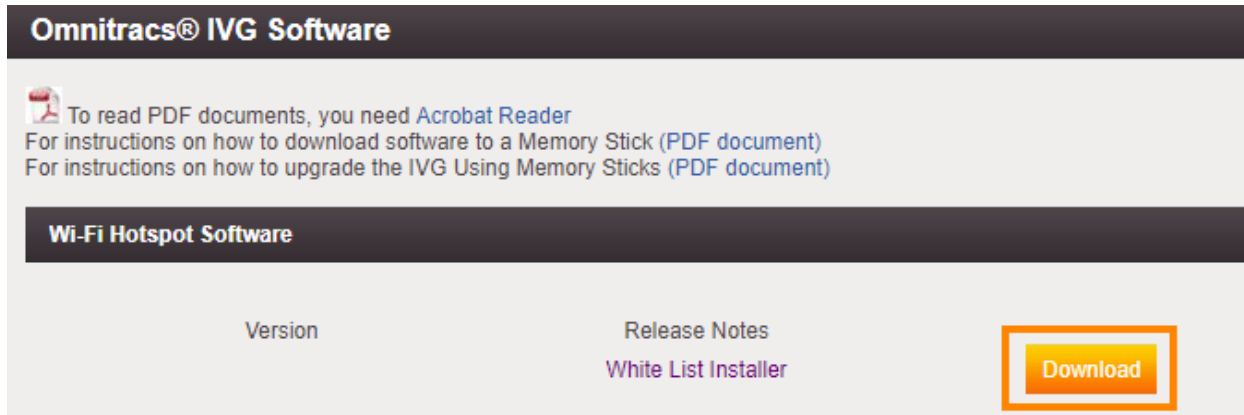 Omnitracs® IVG Software
To read PDF documents, you need Acrobat Reader
For instructions on how to download software to a Memory Stick (PDF document)
For instructions on how to upgrade the IVG Using Memory Sticks (PDF document)
Wi-Fi Hotspot Software
Version Release Notes
White List Installer Download